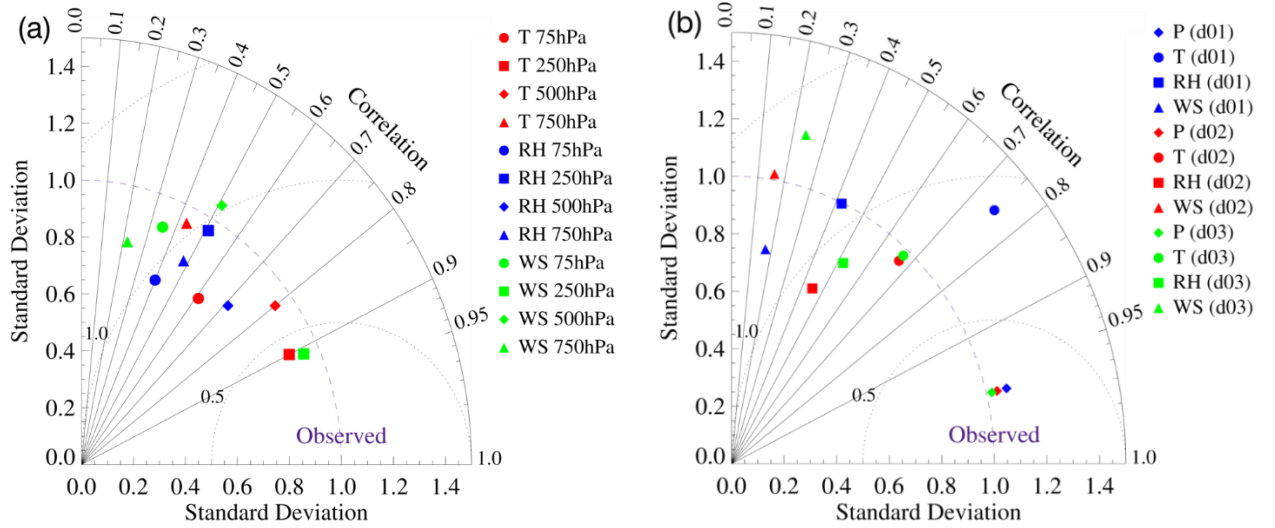 (a)
0.0
0.1
0.2
0.3
0.4
0.5
0.6
0.7
0.8
0.9
0.95
1.0
Correlation
Standard Deviation
1.4
1.2
1.0
0.8
0.6
0.4
0.2
0.0
1.0
0.5
Observed
0.0 0.2 0.4 0.6 0.8 1.0 1.2 1.4
Standard Deviation
T 75hPa
T 250hPa
T 500hPa
T 750hPa
RH 75hPa
RH 250hPa
RH 500hPa
RH 750hPa
WS 75hPa
WS 250hPa
WS 500hPa
WS 750hPa
(b)
0.0
0.1
0.2
0.3
0.4
0.5
0.6
0.7
0.8
0.9
0.95
1.0
Correlation
Standard Deviation
1.4
1.2
1.0
0.8
0.6
0.4
0.2
0.0
1.0
0.5
Observed
0.0 0.2 0.4 0.6 0.8 1.0 1.2 1.4
Standard Deviation
P (d01)
T (d01)
RH (d01)
WS (d01)
P (d02)
T (d02)
RH (d02)
WS (d02)
P (d03)
T (d03)
RH (d03)
WS (d03)